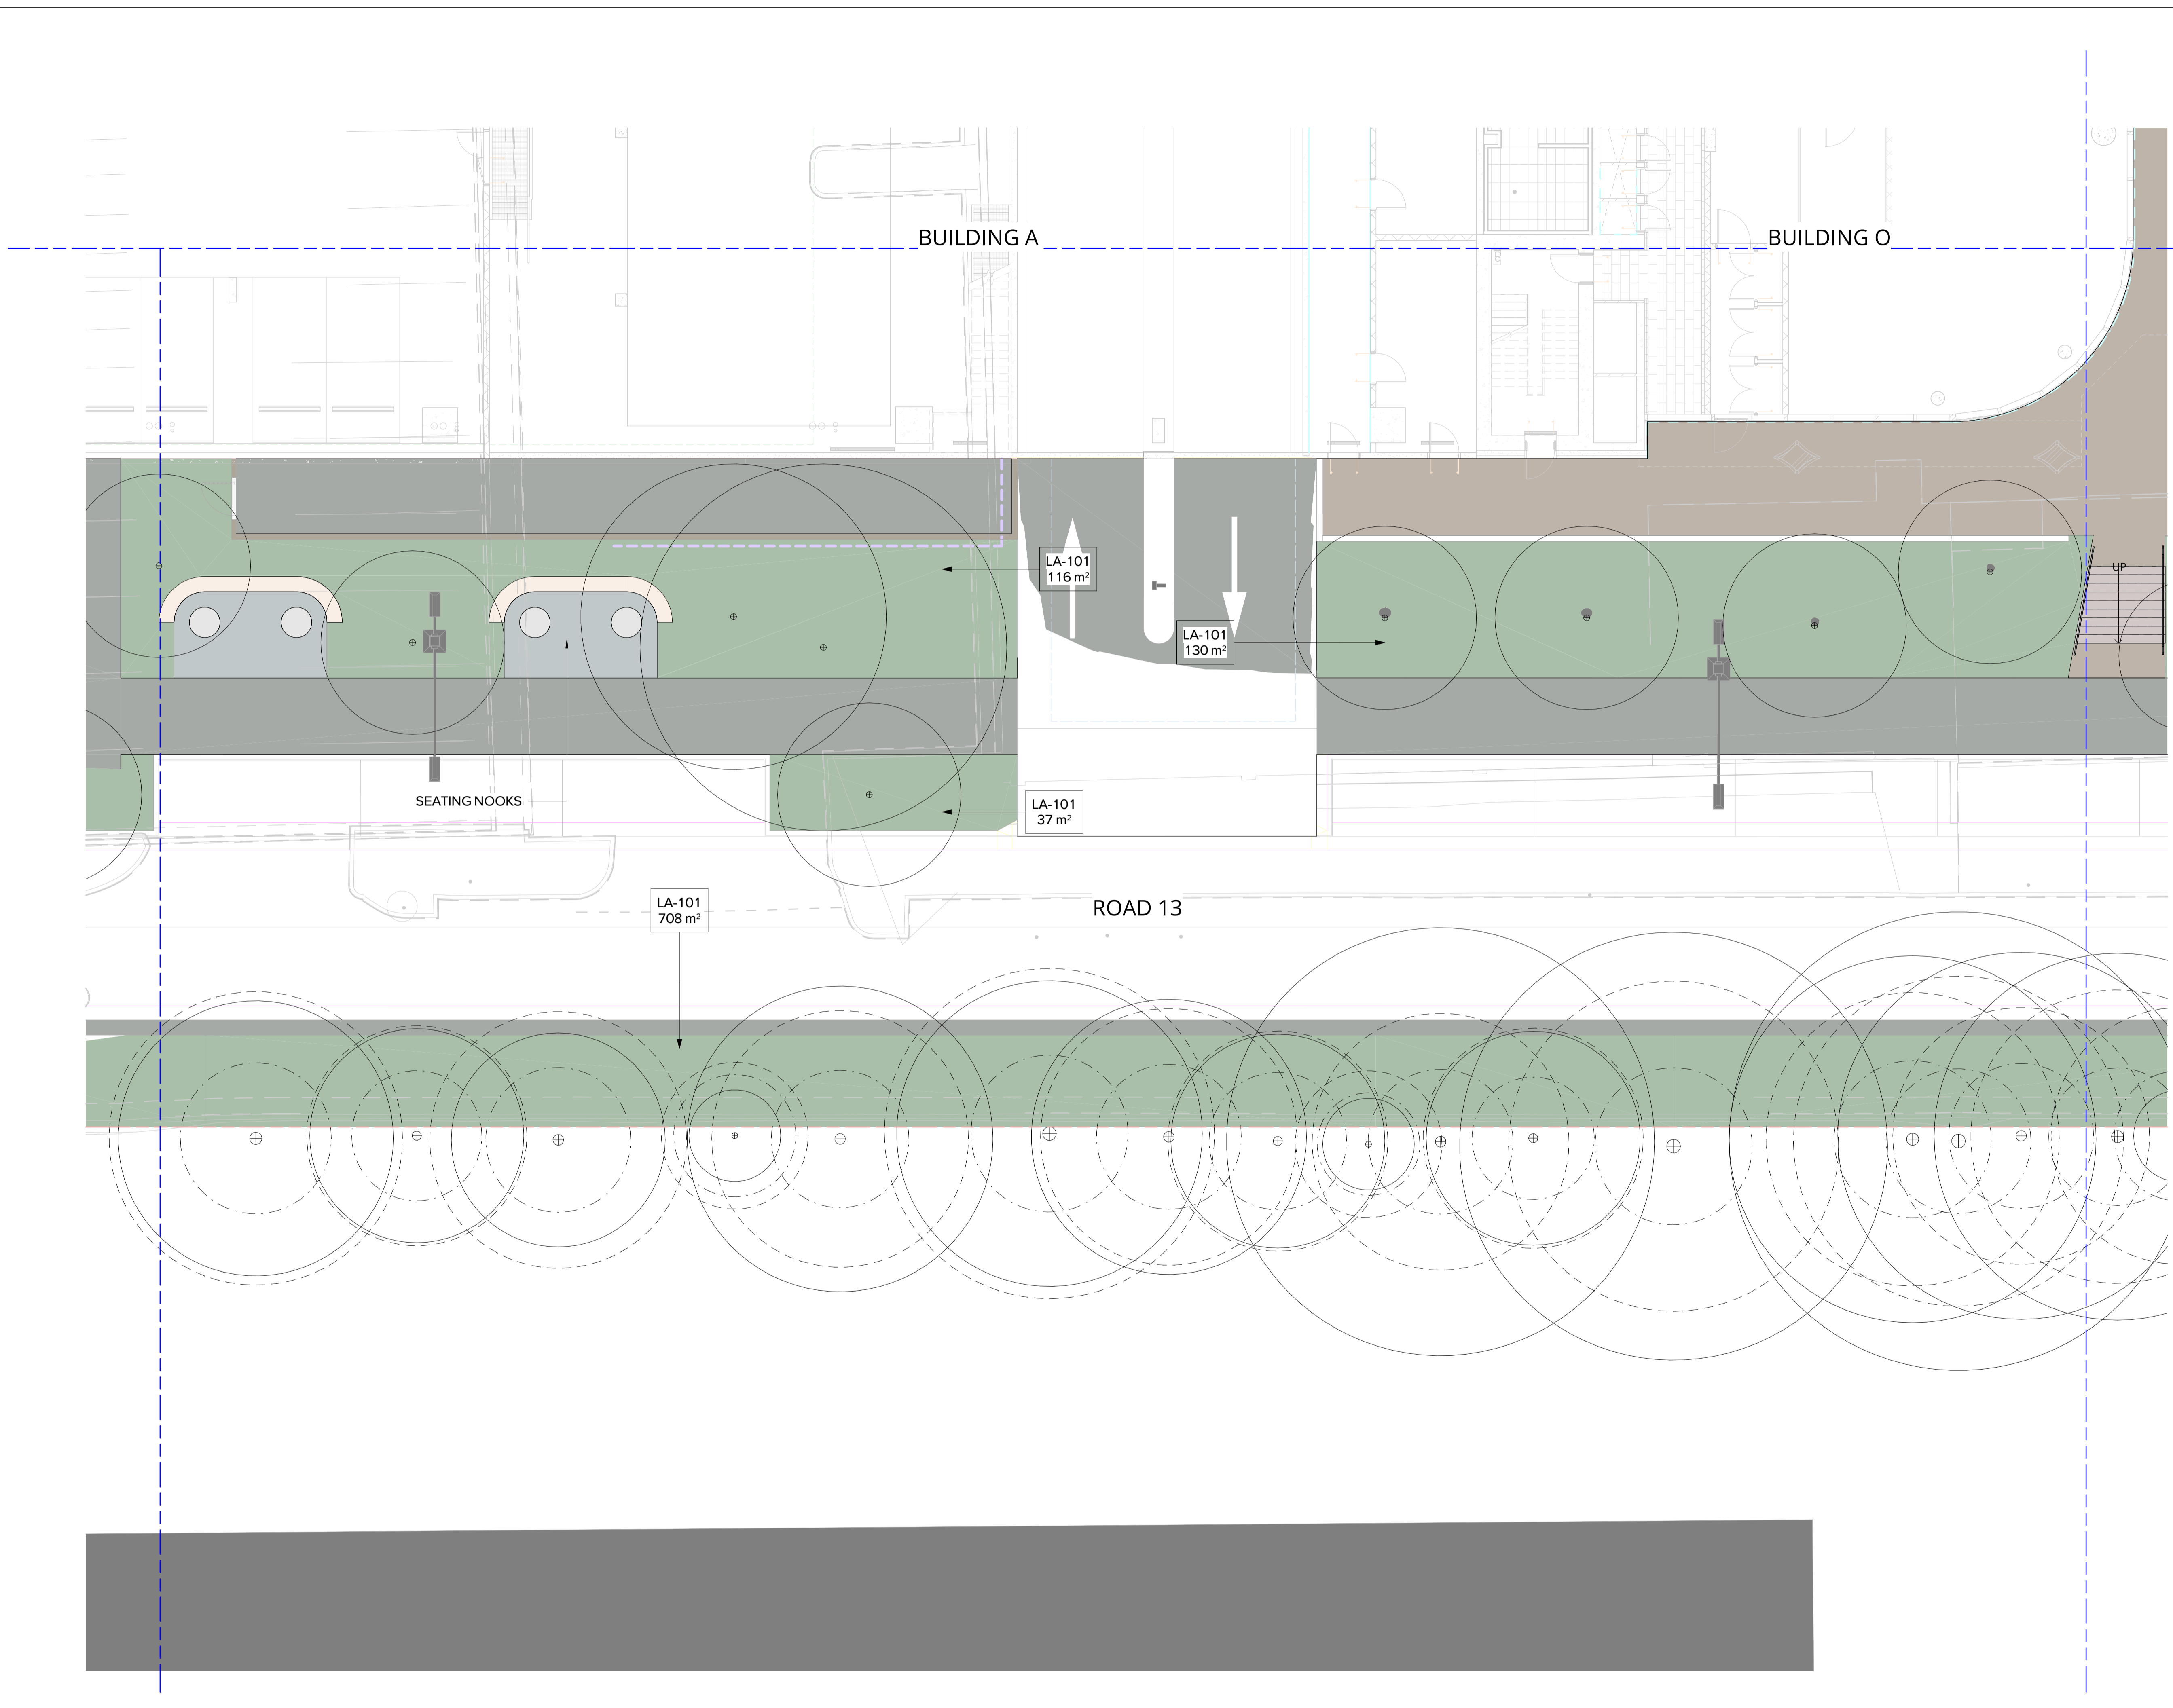 BUILDING A
BUILDING O
LA-101
116 m²
UP
LA-101
130 m²
SEATING NOOKS
LA-101
37 m²
LA-101
708 m²
ROAD 13